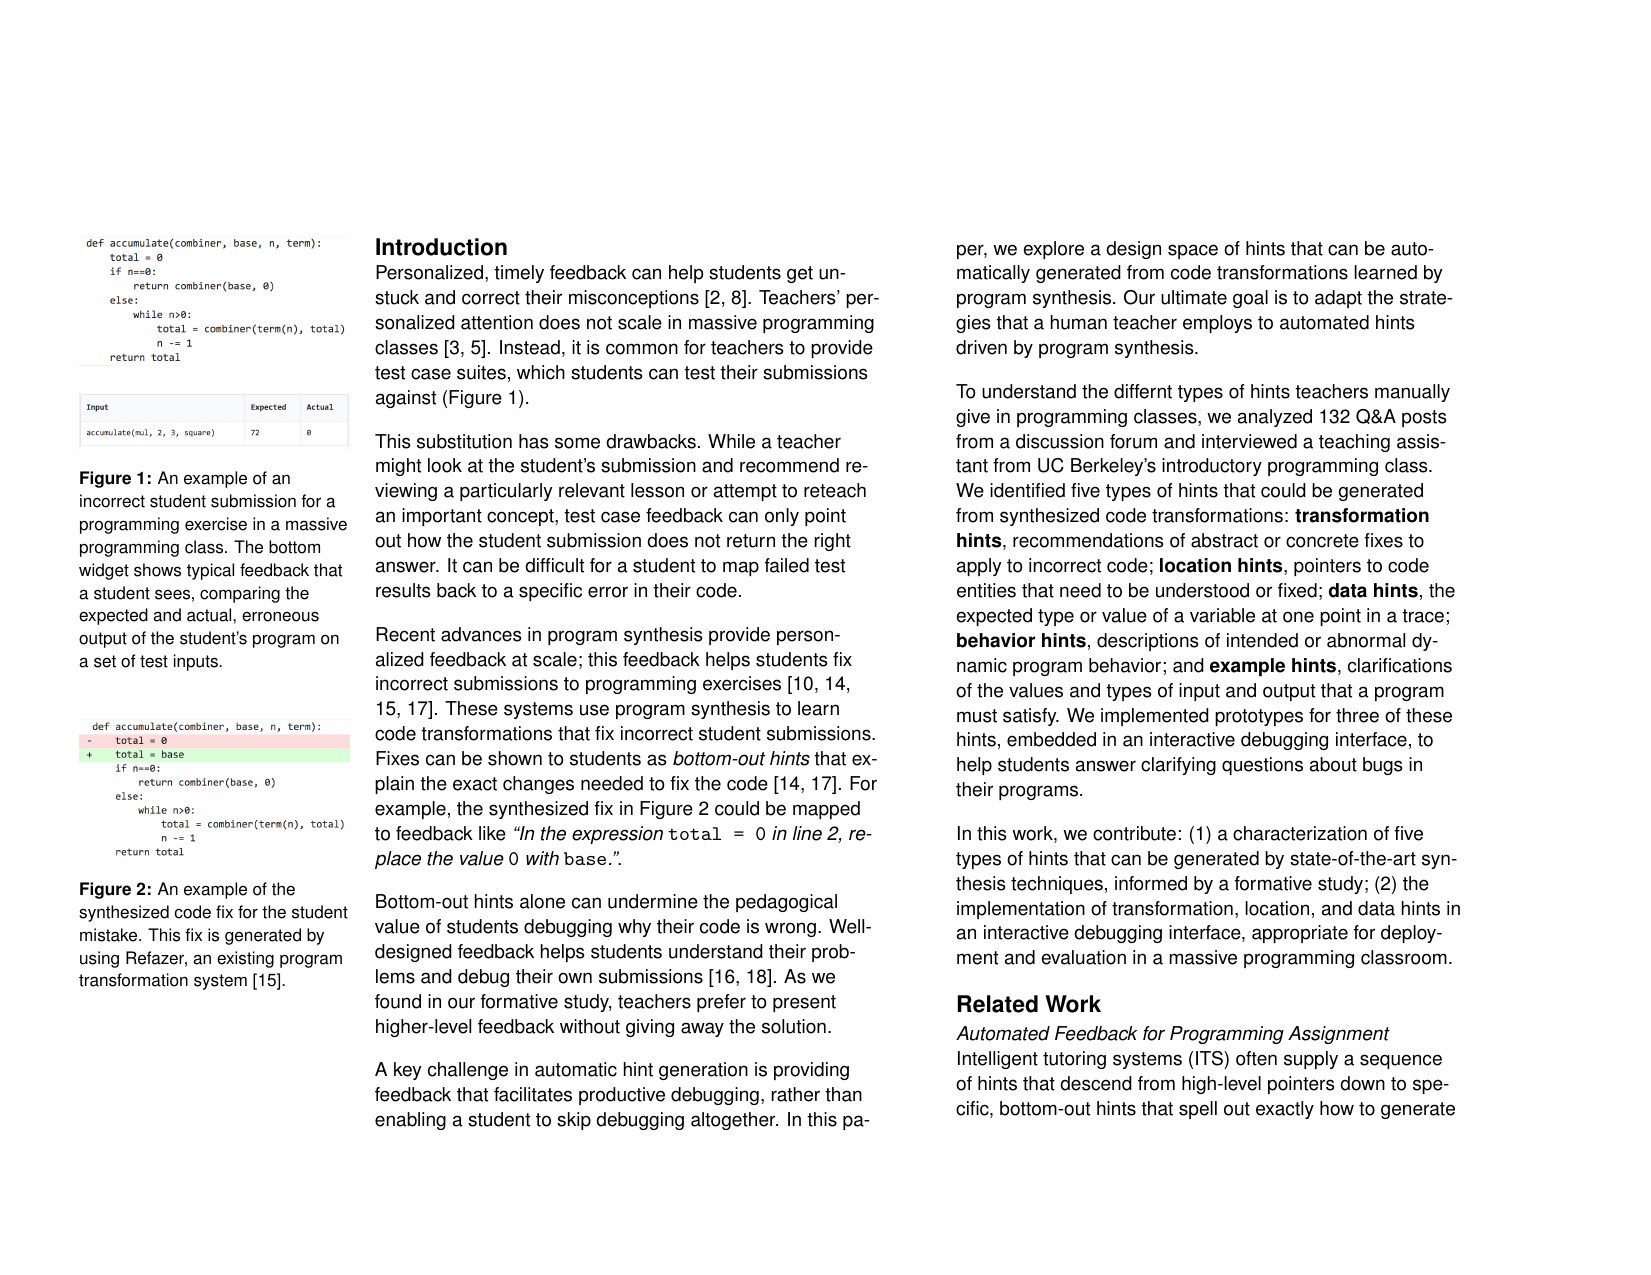 def accumulate(combiner, base, n, term):
total = 0
if n==0:
return combiner(base, 0)
else:
while n>0:
total = combiner(term(n), total)
n -= 1
return total
Input Expected Actual
accumulate(mul, 2, 3, square) 72 0
Figure 1: An example of an
incorrect student submission for a
programming exercise in a massive
programming class. The bottom
widget shows typical feedback that
a student sees, comparing the
expected and actual, erroneous
output of the student's program on
a set of test inputs.
def accumulate(combiner, base, n, term):
- total = 0
+ total = base
if n==0:
return combiner(base, 0)
else:
while n>0:
total = combiner(term(n), total)
n -= 1
return total
Figure 2: An example of the
synthesized code fix for the student
mistake. This fix is generated by
using Refazer, an existing program
transformation system [15].
Introduction
Personalized, timely feedback can help students get un-
stuck and correct their misconceptions [2, 8]. Teachers' per-
sonalized attention does not scale in massive programming
classes [3, 5]. Instead, it is common for teachers to provide
test case suites, which students can test their submissions
against (Figure 1).
This substitution has some drawbacks. While a teacher
might look at the student's submission and recommend re-
viewing a particularly relevant lesson or attempt to reteach
an important concept, test case feedback can only point
out how the student submission does not return the right
answer. It can be difficult for a student to map failed test
results back to a specific error in their code.
Recent advances in program synthesis provide person-
alized feedback at scale; this feedback helps students fix
incorrect submissions to programming exercises [10, 14,
15, 17]. These systems use program synthesis to learn
code transformations that fix incorrect student submissions.
Fixes can be shown to students as bottom-out hints that ex-
plain the exact changes needed to fix the code [14, 17]. For
example, the synthesized fix in Figure 2 could be mapped
to feedback like “In the expression total = 0 in line 2, re-
place the value 0 with base.”.
Bottom-out hints alone can undermine the pedagogical
value of students debugging why their code is wrong. Well-
designed feedback helps students understand their prob-
lems and debug their own submissions [16, 18]. As we
found in our formative study, teachers prefer to present
higher-level feedback without giving away the solution.
A key challenge in automatic hint generation is providing
feedback that facilitates productive debugging, rather than
enabling a student to skip debugging altogether. In this pa-
per, we explore a design space of hints that can be auto-
matically generated from code transformations learned by
program synthesis. Our ultimate goal is to adapt the strate-
gies that a human teacher employs to automated hints
driven by program synthesis.
To understand the differnt types of hints teachers manually
give in programming classes, we analyzed 132 Q&A posts
from a discussion forum and interviewed a teaching assis-
tant from UC Berkeley's introductory programming class.
We identified five types of hints that could be generated
from synthesized code transformations: transformation
hints, recommendations of abstract or concrete fixes to
apply to incorrect code; location hints, pointers to code
entities that need to be understood or fixed; data hints, the
expected type or value of a variable at one point in a trace;
behavior hints, descriptions of intended or abnormal dy-
namic program behavior; and example hints, clarifications
of the values and types of input and output that a program
must satisfy. We implemented prototypes for three of these
hints, embedded in an interactive debugging interface, to
help students answer clarifying questions about bugs in
their programs.
In this work, we contribute: (1) a characterization of five
types of hints that can be generated by state-of-the-art syn-
thesis techniques, informed by a formative study; (2) the
implementation of transformation, location, and data hints in
an interactive debugging interface, appropriate for deploy-
ment and evaluation in a massive programming classroom.
Related Work
Automated Feedback for Programming Assignment
Intelligent tutoring systems (ITS) often supply a sequence
of hints that descend from high-level pointers down to spe-
cific, bottom-out hints that spell out exactly how to generate